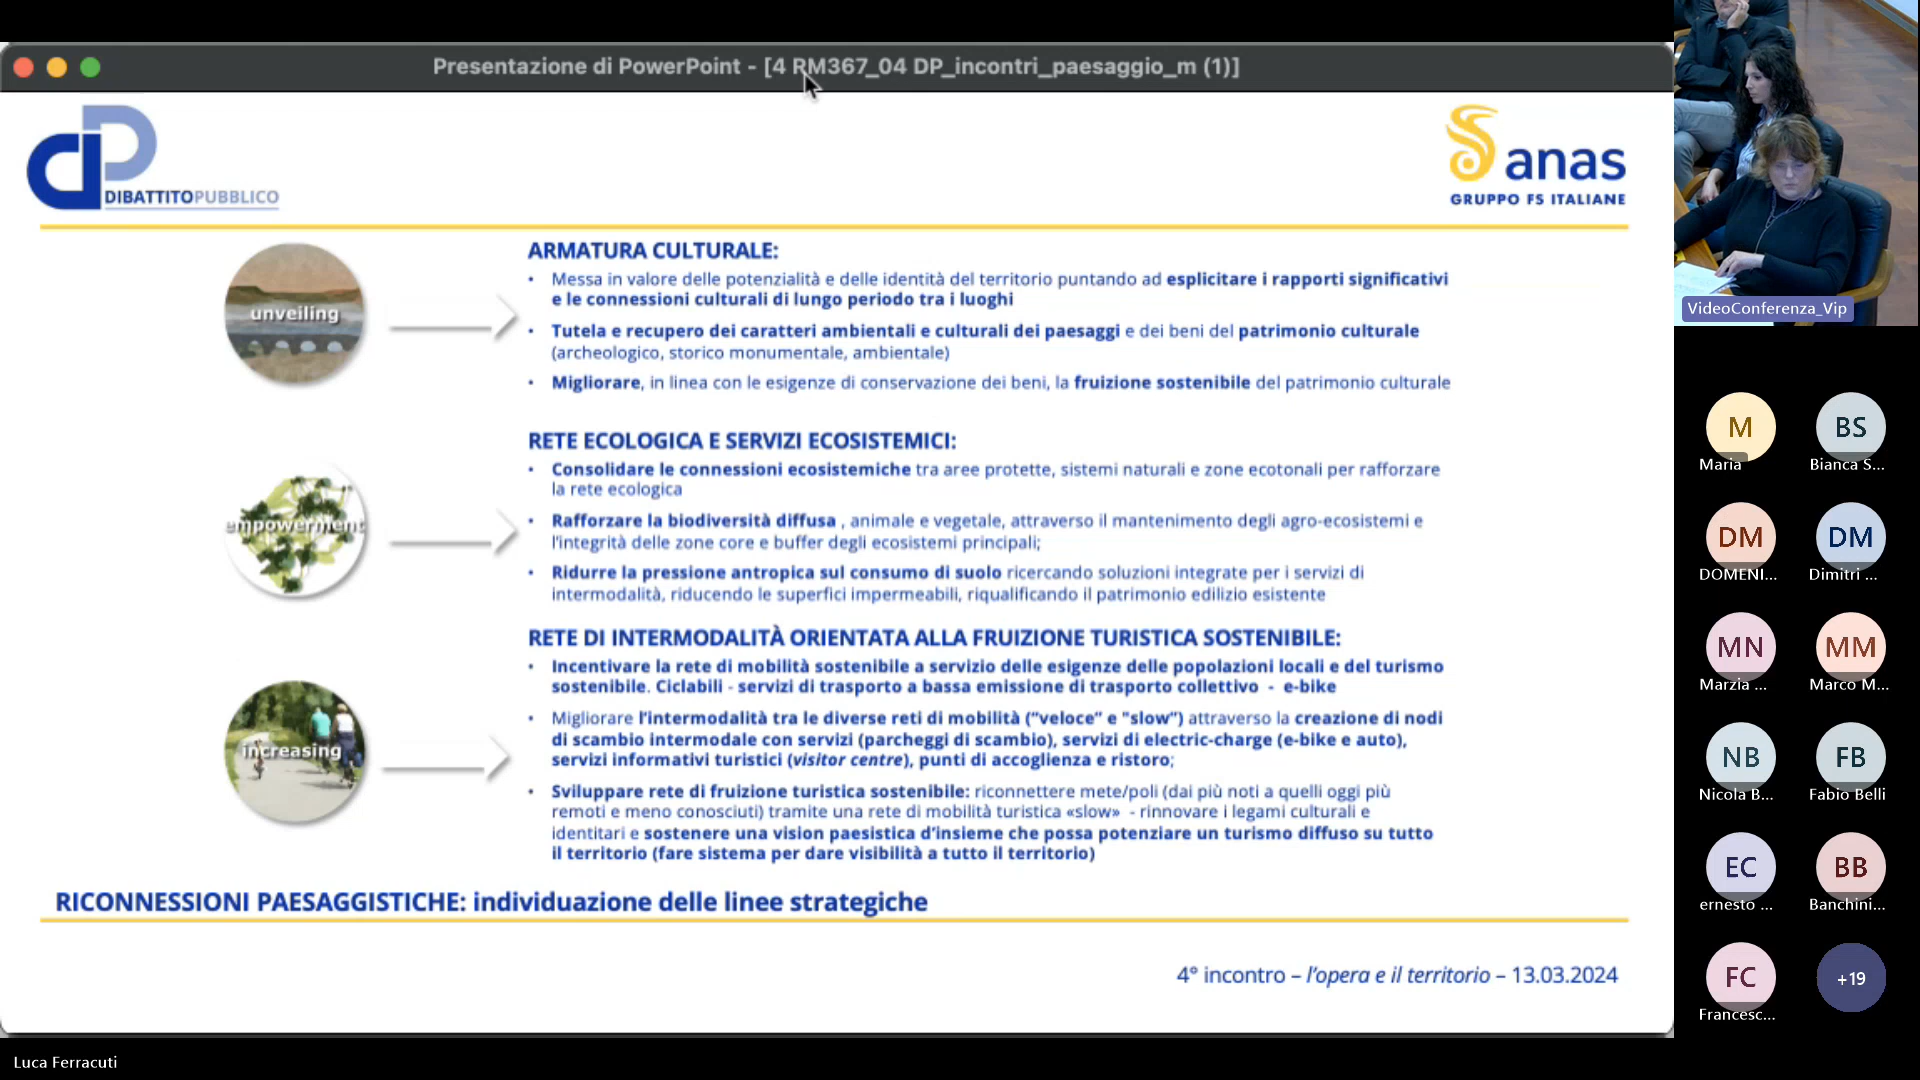 Presentazione di PowerPoint - [4 RM367_04 DP_incontri_paesaggio_m (1)]
dP
DIBATTITOPUBBLICO
anas
GRUPPO FS ITALIANE
unveiling
ARMATURA CULTURALE:
• Messa in valore delle potenzialità e delle identità del territorio puntando ad esplicitare i rapporti significativi
e le connessioni culturali di lungo periodo tra i luoghi
• Tutela e recupero dei caratteri ambientali e culturali dei paesaggi e dei beni del patrimonio culturale
(archeologico, storico monumentale, ambientale)
• Migliorare, in linea con le esigenze di conservazione dei beni, la fruizione sostenibile del patrimonio culturale
empowerment
RETE ECOLOGICA E SERVIZI ECOSISTEMICI:
• Consolidare le connessioni ecosistemiche tra aree protette, sistemi naturali e zone ecotonali per rafforzare
la rete ecologica
• Rafforzare la biodiversità diffusa , animale e vegetale, attraverso il mantenimento degli agro-ecosistemi e
l'integrità delle zone core e buffer degli ecosistemi principali;
• Ridurre la pressione antropica sul consumo di suolo ricercando soluzioni integrate per i servizi di
intermodalità, riducendo le superfici impermeabili, riqualificando il patrimonio edilizio esistente
increasing
RETE DI INTERMODALITÀ ORIENTATA ALLA FRUIZIONE TURISTICA SOSTENIBILE:
• Incentivare la rete di mobilità sostenibile a servizio delle esigenze delle popolazioni locali e del turismo
sostenibile. Ciclabili - servizi di trasporto a bassa emissione di trasporto collettivo - e-bike
• Migliorare l'intermodalità tra le diverse reti di mobilità ("veloce" e "slow") attraverso la creazione di nodi
di scambio intermodale con servizi (parcheggi di scambio), servizi di electric-charge (e-bike e auto),
servizi informativi turistici (visitor centre), punti di accoglienza e ristoro;
• Sviluppare rete di fruizione turistica sostenibile: riconnettere mete/poli (dai più noti a quelli oggi più
remoti e meno conosciuti) tramite una rete di mobilità turistica «slow» - rinnovare i legami culturali e
identitari e sostenere una vision paesistica d'insieme che possa potenziare un turismo diffuso su tutto
il territorio (fare sistema per dare visibilità a tutto il territorio)
RICONNESSIONI PAESAGGISTICHE: individuazione delle linee strategiche
4° incontro – l'opera e il territorio – 13.03.2024
Luca Ferracuti
VideoConferenza_Vip
M
Maria
BS
Bianca S...
DM
DOMENI...
DM
Dimitri ...
MN
Marzia ...
MM
Marco M...
NB
Nicola B...
FB
Fabio Belli
EC
ernesto ...
BB
Banchini...
FC
Francesc...
+19